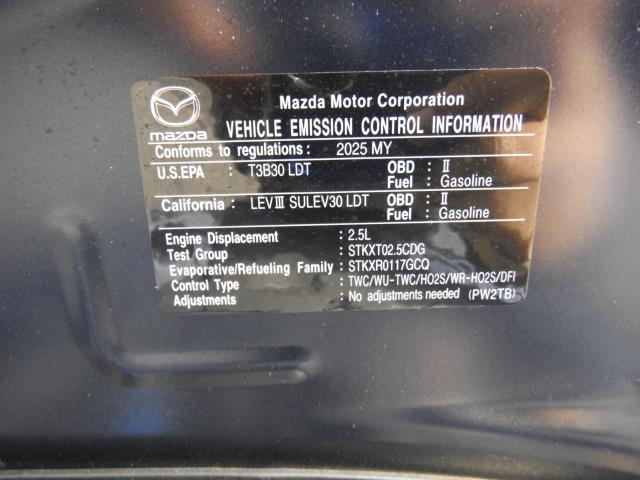 Mazda Motor Corporation
mazda VEHICLE EMISSION CONTROL INFORMATION
Conforms to regulations : 2025 MY
U.S.EPA : T3B30 LDT OBD : II
Fuel : Gasoline
California : LEVIII SULEV30 LDT OBD : II
Fuel : Gasoline
Engine Displacement : 2.5L
Test Group : STKXT02.5CDG
Evaporative/Refueling Family : STKXR0117GCQ
Control Type : TWC/WU-TWC/HO2S/WR-HO2S/DFI
Adjustments : No adjustments needed (PW2TB)